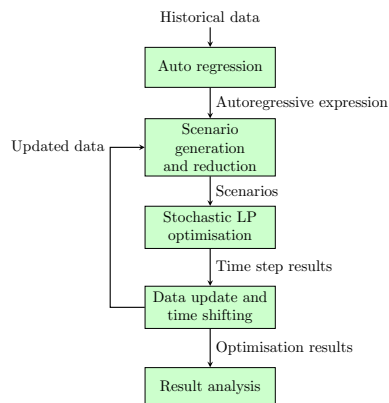 Historical data
Auto regression
Autoregressive expression
Updated data
Scenario
generation
and reduction
Scenarios
Stochastic LP
optimisation
Time step results
Data update and
time shifting
Optimisation results
Result analysis